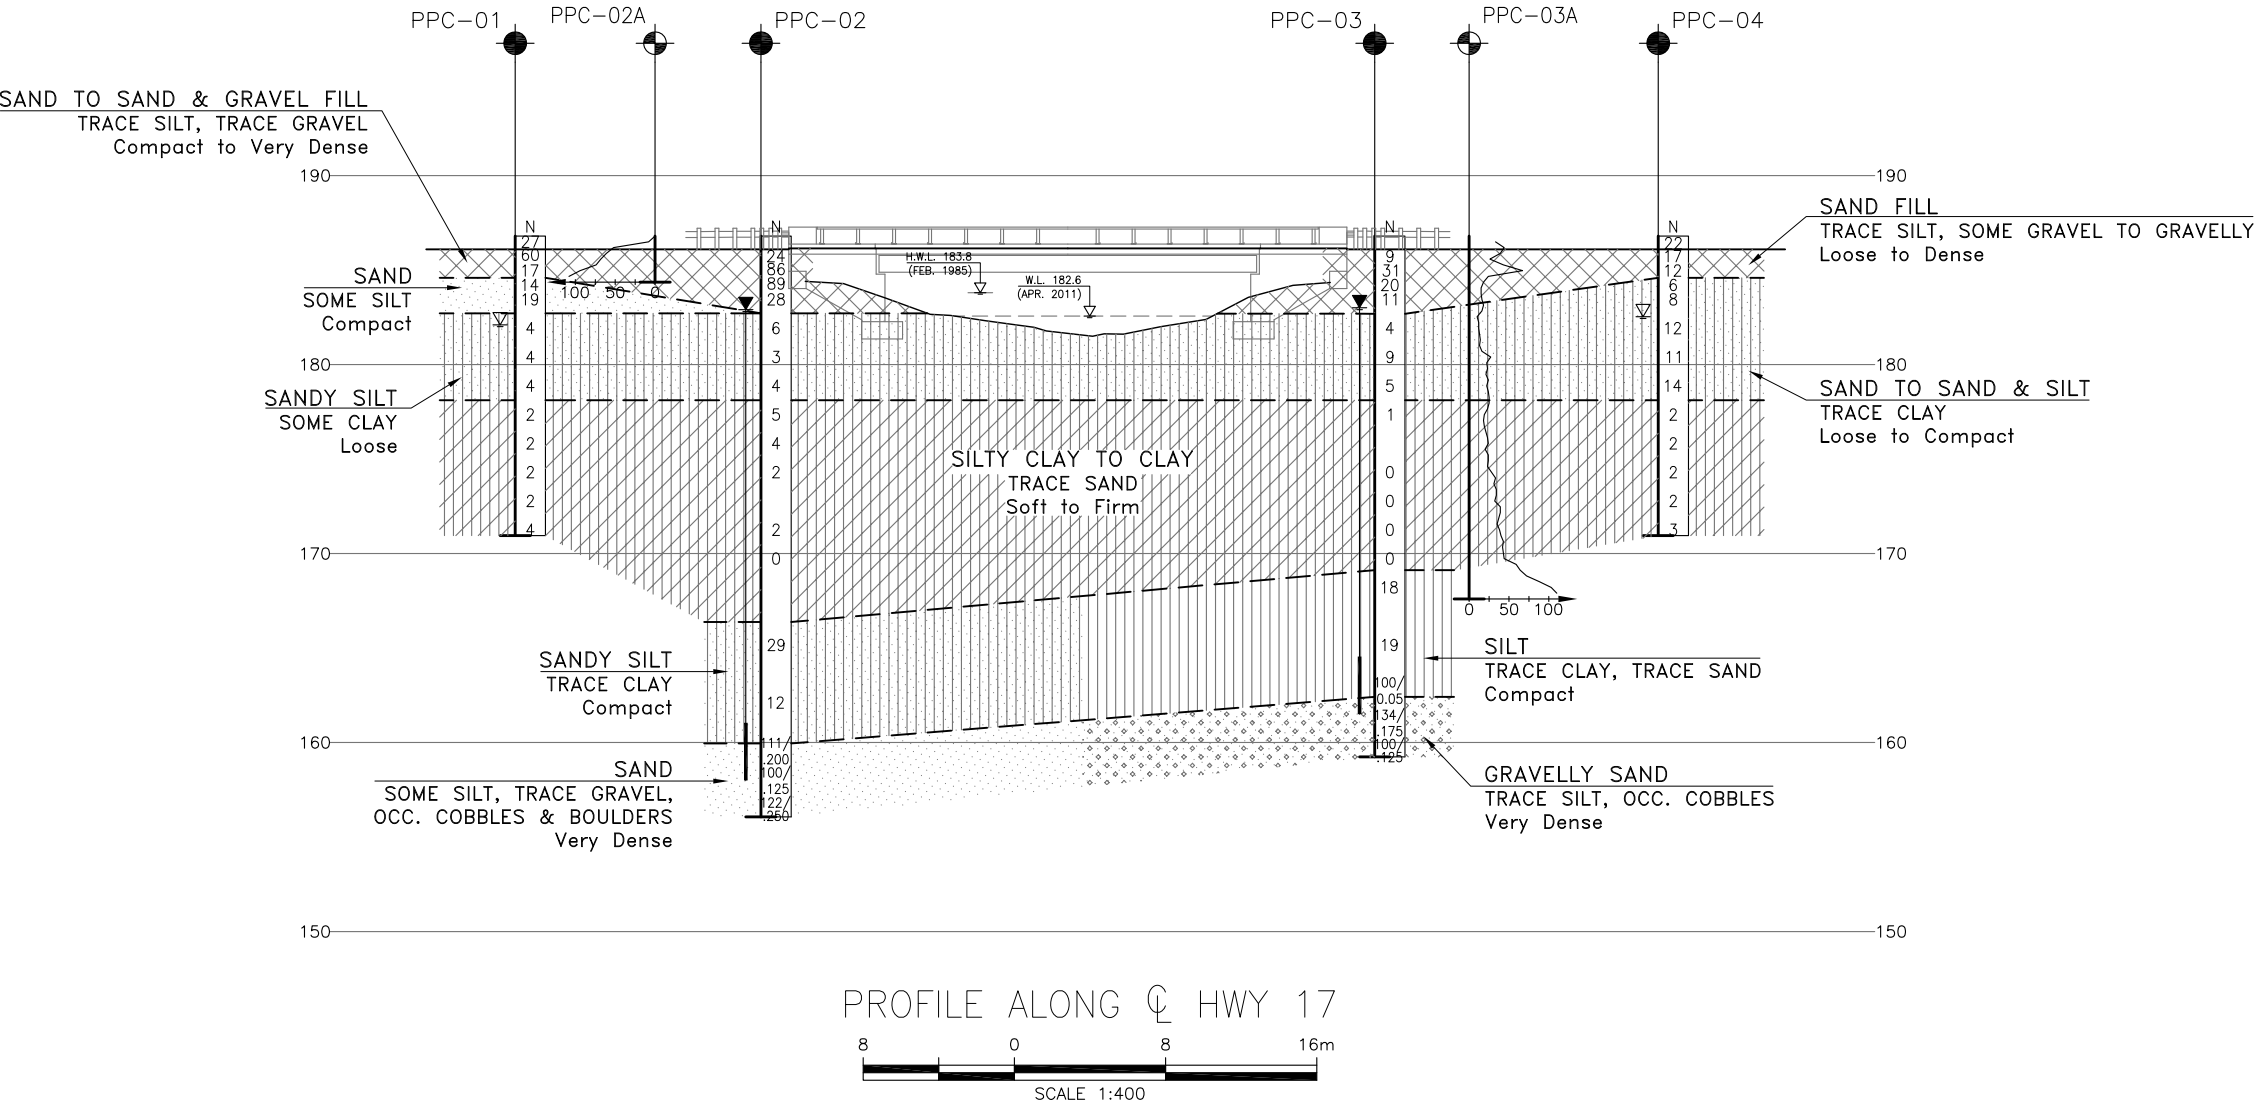 PPC-01
PPC-02A
PPC-02
PPC-03
PPC-03A
PPC-04
SAND TO SAND & GRAVEL FILL
TRACE SILT, TRACE GRAVEL
Compact to Very Dense
190
190
SAND FILL
TRACE SILT, SOME GRAVEL TO GRAVELLY
Loose to Dense
N
27
60
17
14
19
4
4
4
2
2
2
2
4
N
24
86
89
28
6
3
4
5
4
2
2
0
29
12
111/
.200
100/
.125
122/
.250
N
9
31
20
11
4
9
5
1
0
0
0
0
18
19
100/
0.05
134/
.175
100/
.125
N
22
17
12
6
8
12
11
14
2
2
2
2
3
H.W.L. 183.8
(FEB. 1985)
W.L. 182.6
(APR. 2011)
SAND
SOME SILT
Compact
100 50 0
180
180
SANDY SILT
SOME CLAY
Loose
SAND TO SAND & SILT
TRACE CLAY
Loose to Compact
SILTY CLAY TO CLAY
TRACE SAND
Soft to Firm
170
170
0 50 100
SANDY SILT
TRACE CLAY
Compact
SILT
TRACE CLAY, TRACE SAND
Compact
160
160
SAND
SOME SILT, TRACE GRAVEL,
OCC. COBBLES & BOULDERS
Very Dense
GRAVELLY SAND
TRACE SILT, OCC. COBBLES
Very Dense
150
150
PROFILE ALONG ℄ HWY 17
8 0 8 16m
SCALE 1:400